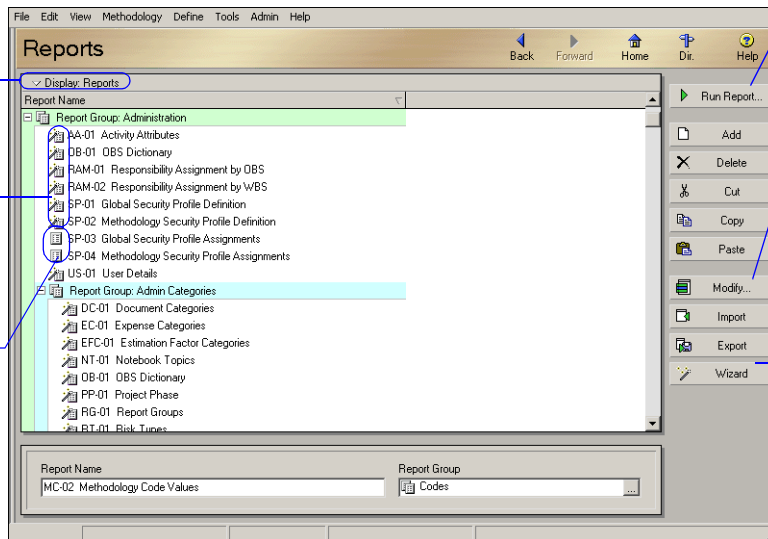 File Edit View Methodology Define Tools Admin Help
Reports
Back Forward Home Dir. Help
Display: Reports
Report Name
Report Group: Administration
AA-01 Activity Attributes
OB-01 OBS Dictionary
RAM-01 Responsibility Assignment by OBS
RAM-02 Responsibility Assignment by WBS
SP-01 Global Security Profile Definition
SP-02 Methodology Security Profile Definition
SP-03 Global Security Profile Assignments
SP-04 Methodology Security Profile Assignments
US-01 User Details
Report Group: Admin Categories
DC-01 Document Categories
EC-01 Expense Categories
EFC-01 Estimation Factor Categories
NT-01 Notebook Topics
OB-01 OBS Dictionary
PP-01 Project Phase
RG-01 Report Groups
RT-01 Risk Types
Run Report...
Add
Delete
Cut
Copy
Paste
Modify...
Import
Export
Wizard
Report Name
MC-02 Methodology Code Values
Report Group
Codes
...